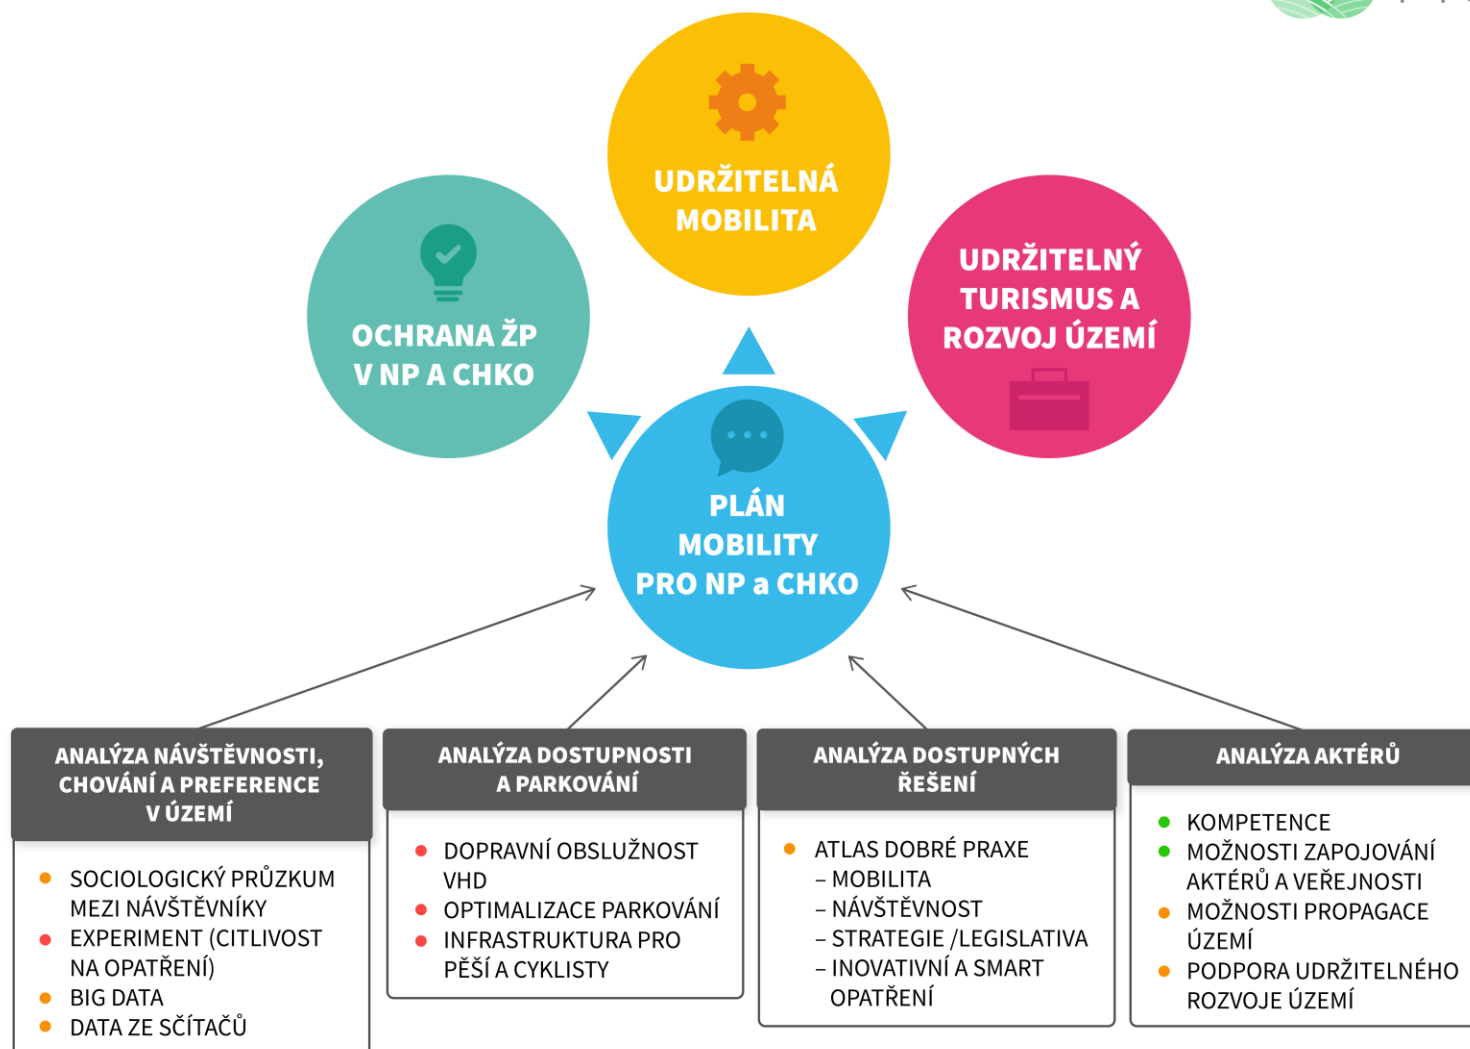 UDRŽITELNÁ
MOBILITA
OCHRANA ŽP
V NP A CHKO
UDRŽITELNÝ
TURISMUS A
ROZVOJ ÚZEMÍ
PLÁN
MOBILITY
PRO NP a CHKO
ANALÝZA NÁVŠTĚVNOSTI,
CHOVÁNÍ A PREFERENCE
V ÚZEMÍ
SOCIOLOGICKÝ PRŮZKUM
MEZI NÁVŠTĚVNÍKY
EXPERIMENT (CITLIVOST
NA OPATŘENÍ)
BIG DATA
DATA ZE SČÍTAČŮ
ANALÝZA DOSTUPNOSTI
A PARKOVÁNÍ
DOPRAVNÍ OBSLUŽNOST
VHD
OPTIMALIZACE PARKOVÁNÍ
INFRASTRUKTURA PRO
PĚŠÍ A CYKLISTY
ANALÝZA DOSTUPNÝCH
ŘEŠENÍ
ATLAS DOBRÉ PRAXE
– MOBILITA
– NÁVŠTĚVNOST
– STRATEGIE /LEGISLATIVA
– INOVATIVNÍ A SMART
OPATŘENÍ
ANALÝZA AKTÉRŮ
KOMPETENCE
MOŽNOSTI ZAPOJOVÁNÍ
AKTÉRŮ A VEŘEJNOSTI
MOŽNOSTI PROPAGACE
ÚZEMÍ
PODPORA UDRŽITELNÉHO
ROZVOJE ÚZEMÍ